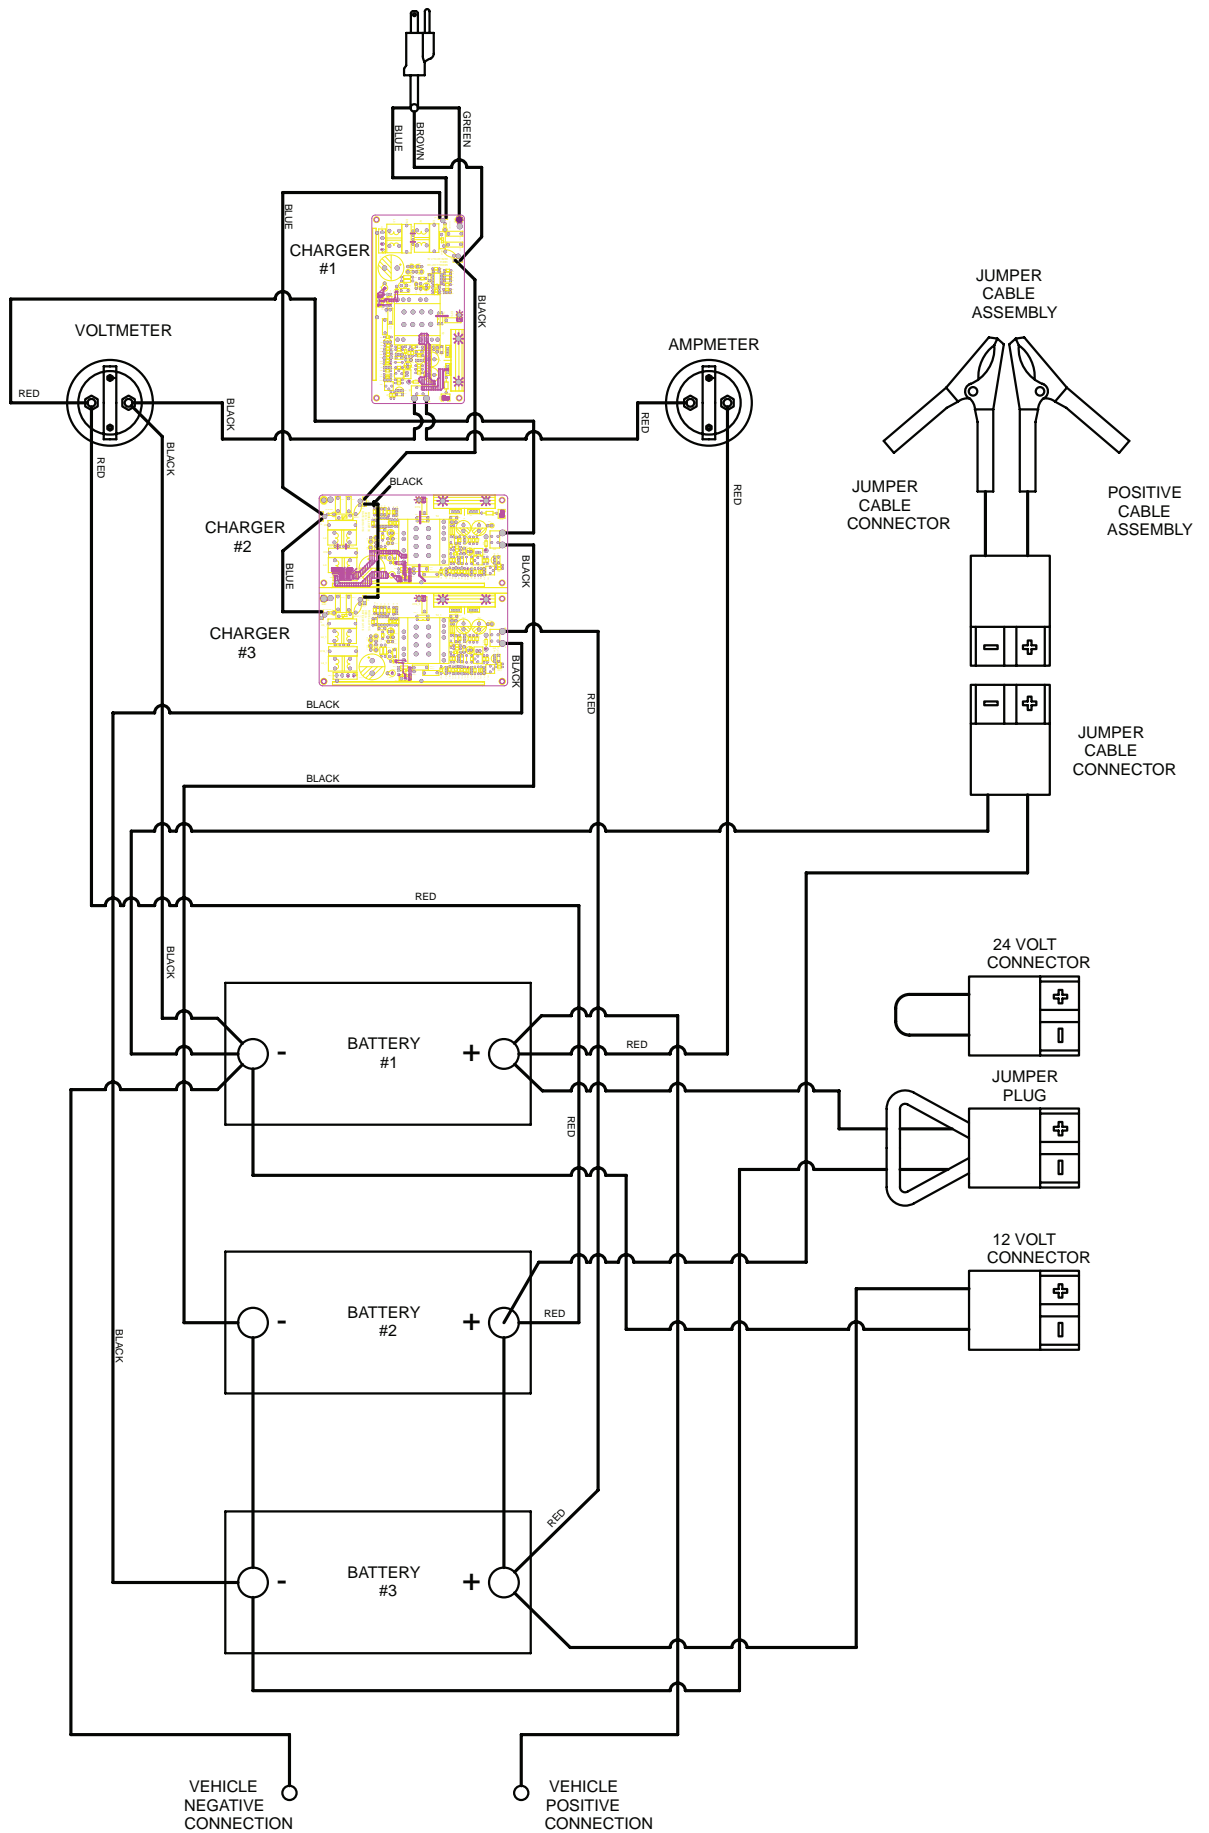 BLUE
BROWN
GREEN
BLUE
CHARGER
#1
BLACK
JUMPER
CABLE
ASSEMBLY
VOLTMETER
AMPMETER
RED
BLACK
RED
RED
BLACK
BLACK
RED
JUMPER
CABLE
CONNECTOR
POSITIVE
CABLE
ASSEMBLY
CHARGER
#2
BLUE
BLACK
CHARGER
#3
BLACK
- +
- +
BLACK
RED
JUMPER
CABLE
CONNECTOR
BLACK
RED
24 VOLT
CONNECTOR
BLACK
+
-
BATTERY
#1
- +
RED
JUMPER
PLUG
RED
+
-
12 VOLT
CONNECTOR
+
-
BATTERY
#2
- +
RED
BLACK
RED
BATTERY
#3
- +
VEHICLE
NEGATIVE
CONNECTION
VEHICLE
POSITIVE
CONNECTION